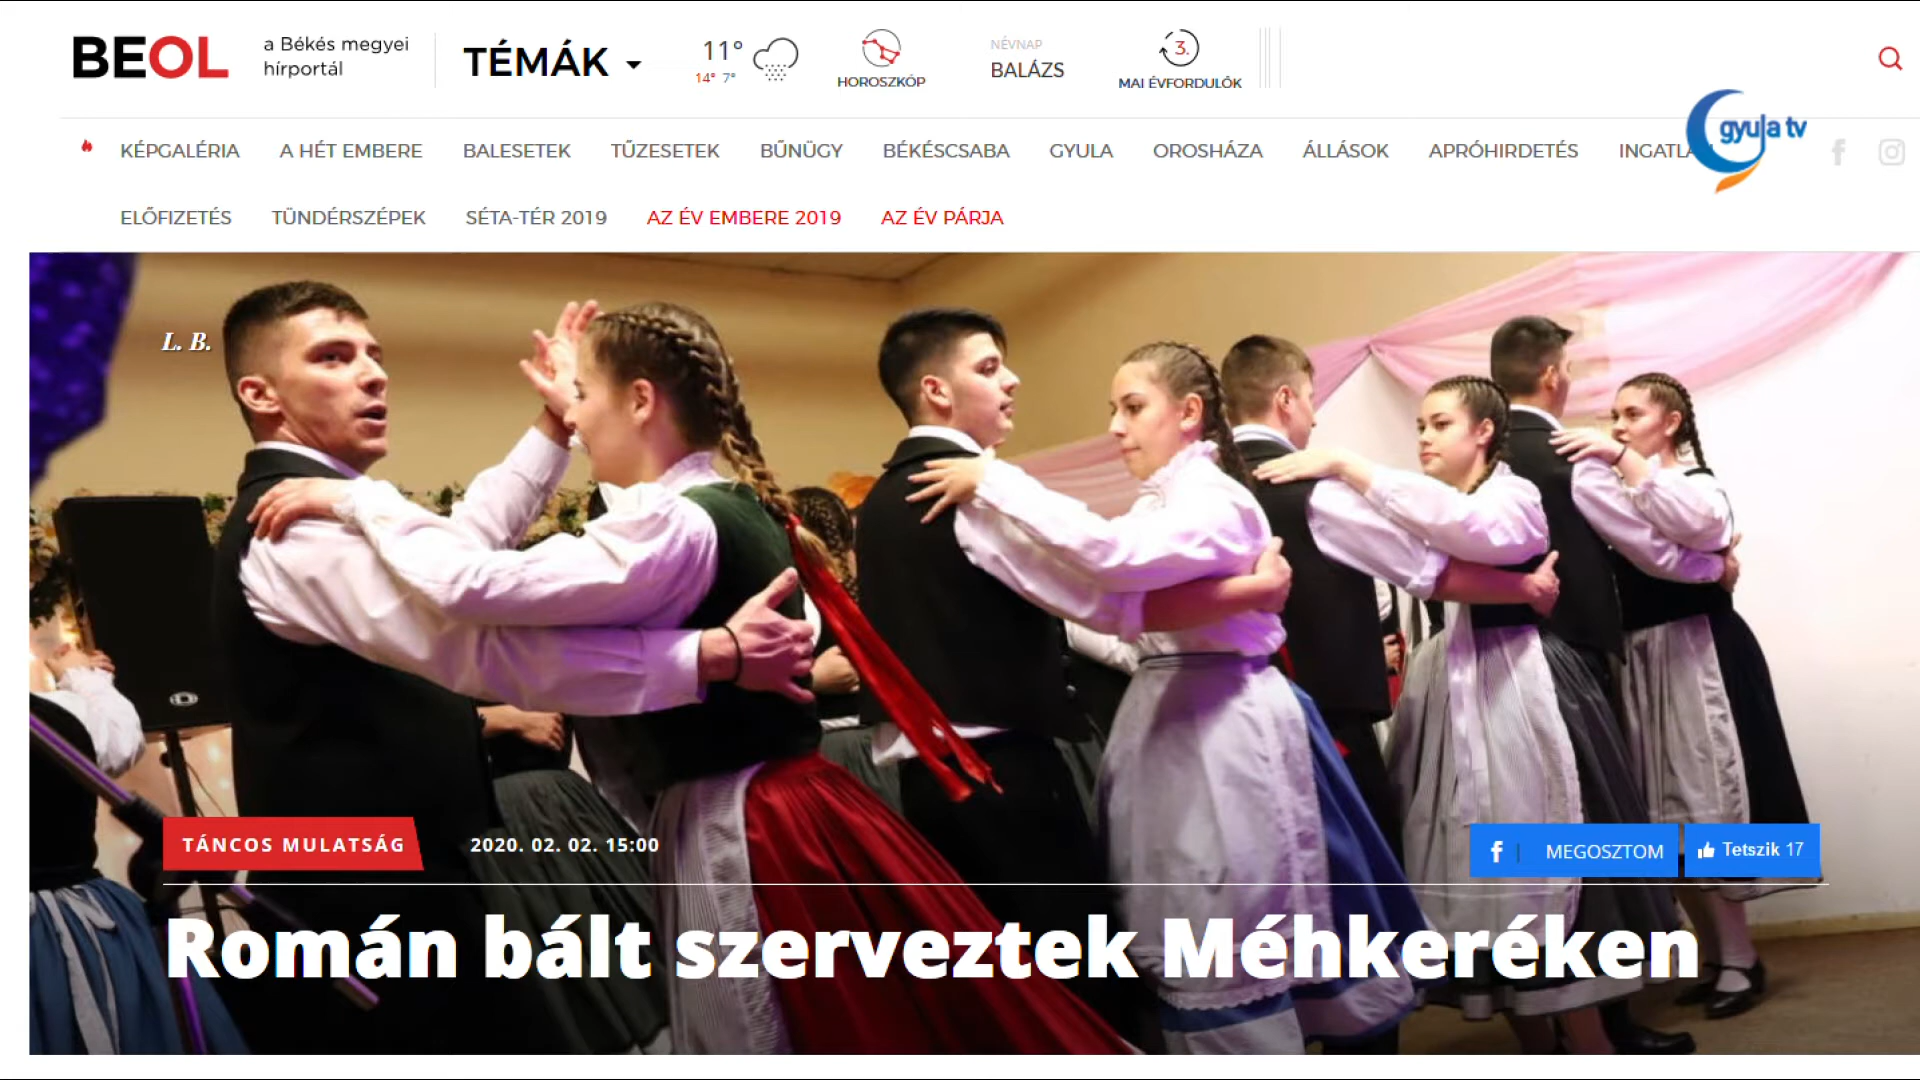 BEOL
a Békés megyei
hírportál
TÉMÁK
11°
14° 7°
HOROSZKÓP
NÉVNAP
BALÁZS
3.
MAI ÉVFORDULÓK
gyula tv
KÉPGALÉRIA A HÉT EMBERE BALESETEK TŰZESETEK BŰNÜGY BÉKÉSCSABA GYULA OROSHÁZA ÁLLÁSOK APRÓHIRDETÉS
ELŐFIZETÉS TÜNDÉRSZÉPEK SÉTA-TÉR 2019 AZ ÉV EMBERE 2019 AZ ÉV PÁRJA
L. B.
TÁNCOS MULATSÁG 2020. 02. 02. 15:00
MEGOSZTOM Tetszik 17
Román bált szerveztek Méhkeréken